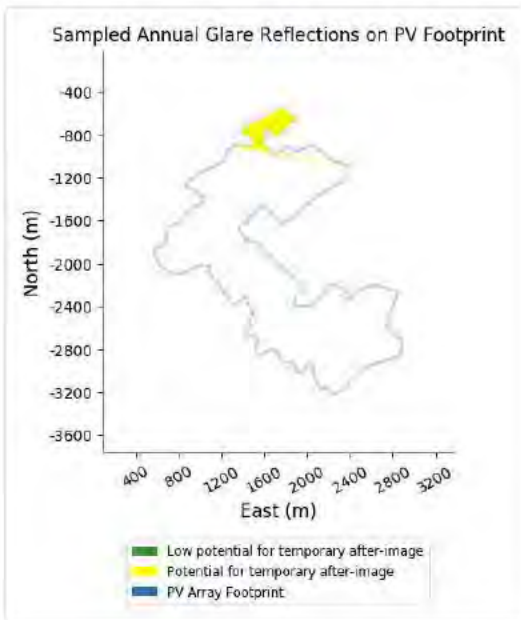 Sampled Annual Glare Reflections on PV Footprint
-400
-800
-1200
-1600
-2000
-2400
-2800
-3200
-3600
North (m)
400
800
1200
1600
2000
2400
2800
3200
East (m)
Low potential for temporary after-image
Potential for temporary after-image
PV Array Footprint